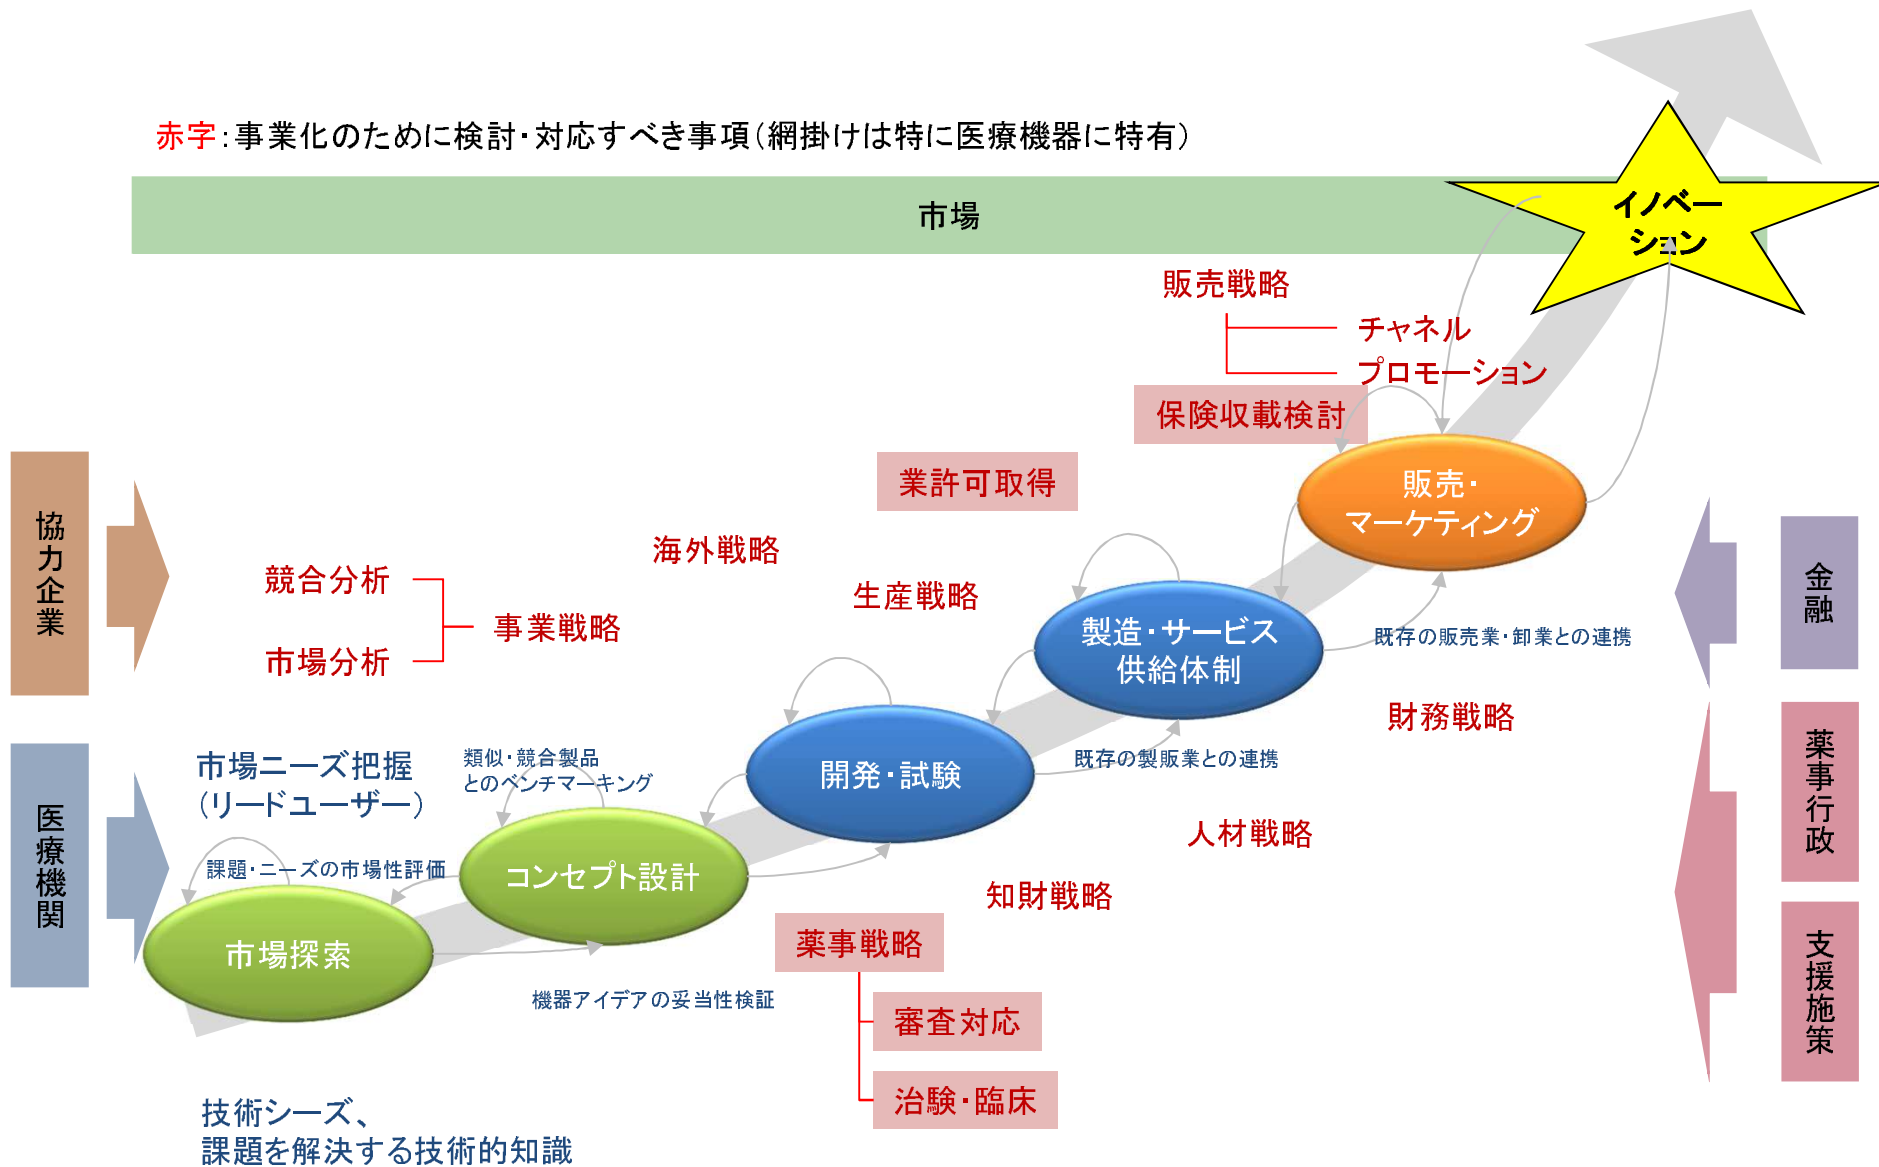 赤字：事業化のために検討・対応すべき事項（網掛けは特に医療機器に特有）
市場
イノベー
ション
販売戦略
チャネル
プロモーション
保険収載検討
業許可取得
販売・
マーケティング
協力企業
海外戦略
競合分析
生産戦略
事業戦略
市場分析
製造・サービス
供給体制
既存の販売業・卸業との連携
金融
財務戦略
市場ニーズ把握
（リードユーザー）
類似・競合製品
とのベンチマーキング
開発・試験
既存の製販業との連携
薬事行政
医療機関
人材戦略
課題・ニーズの市場性評価
コンセプト設計
知財戦略
市場探索
薬事戦略
支援施策
機器アイデアの妥当性検証
審査対応
治験・臨床
技術シーズ、
課題を解決する技術的知識